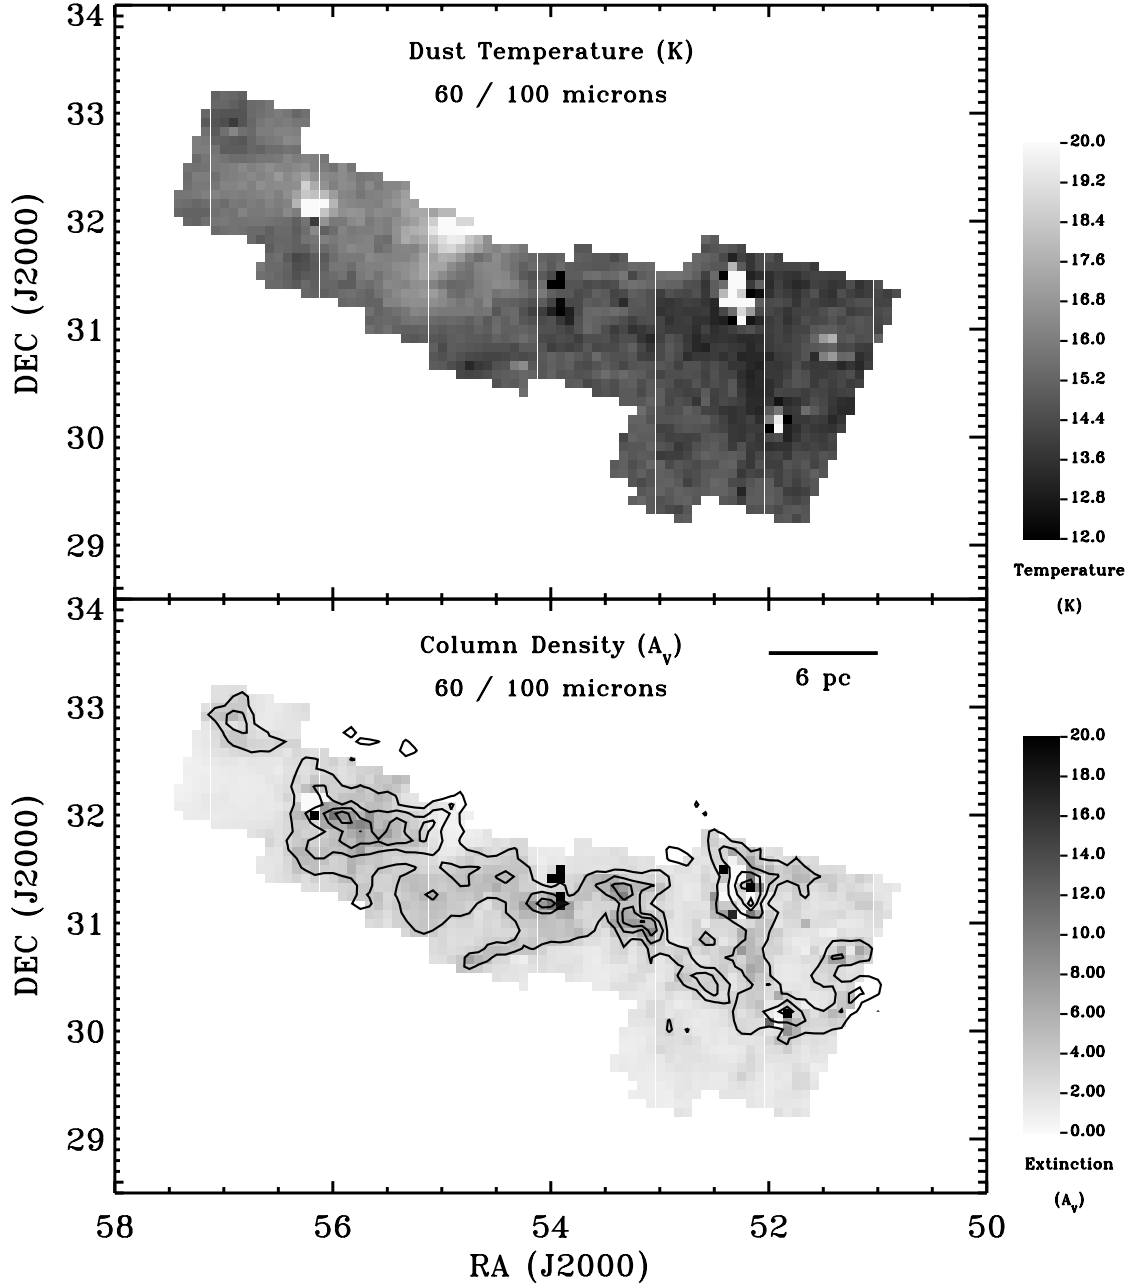 Dust Temperature (K)
60 / 100 microns
34
33
32
31
30
29
DEC (J2000)
20.0
19.2
18.4
17.6
16.8
16.0
15.2
14.4
13.6
12.8
12.0
Temperature
(K)
Column Density (Av)
60 / 100 microns
6 pc
34
33
32
31
30
29
DEC (J2000)
20.0
18.0
16.0
14.0
12.0
10.0
8.00
6.00
4.00
2.00
0.00
Extinction
(Av)
58 56 54 52 50
RA (J2000)